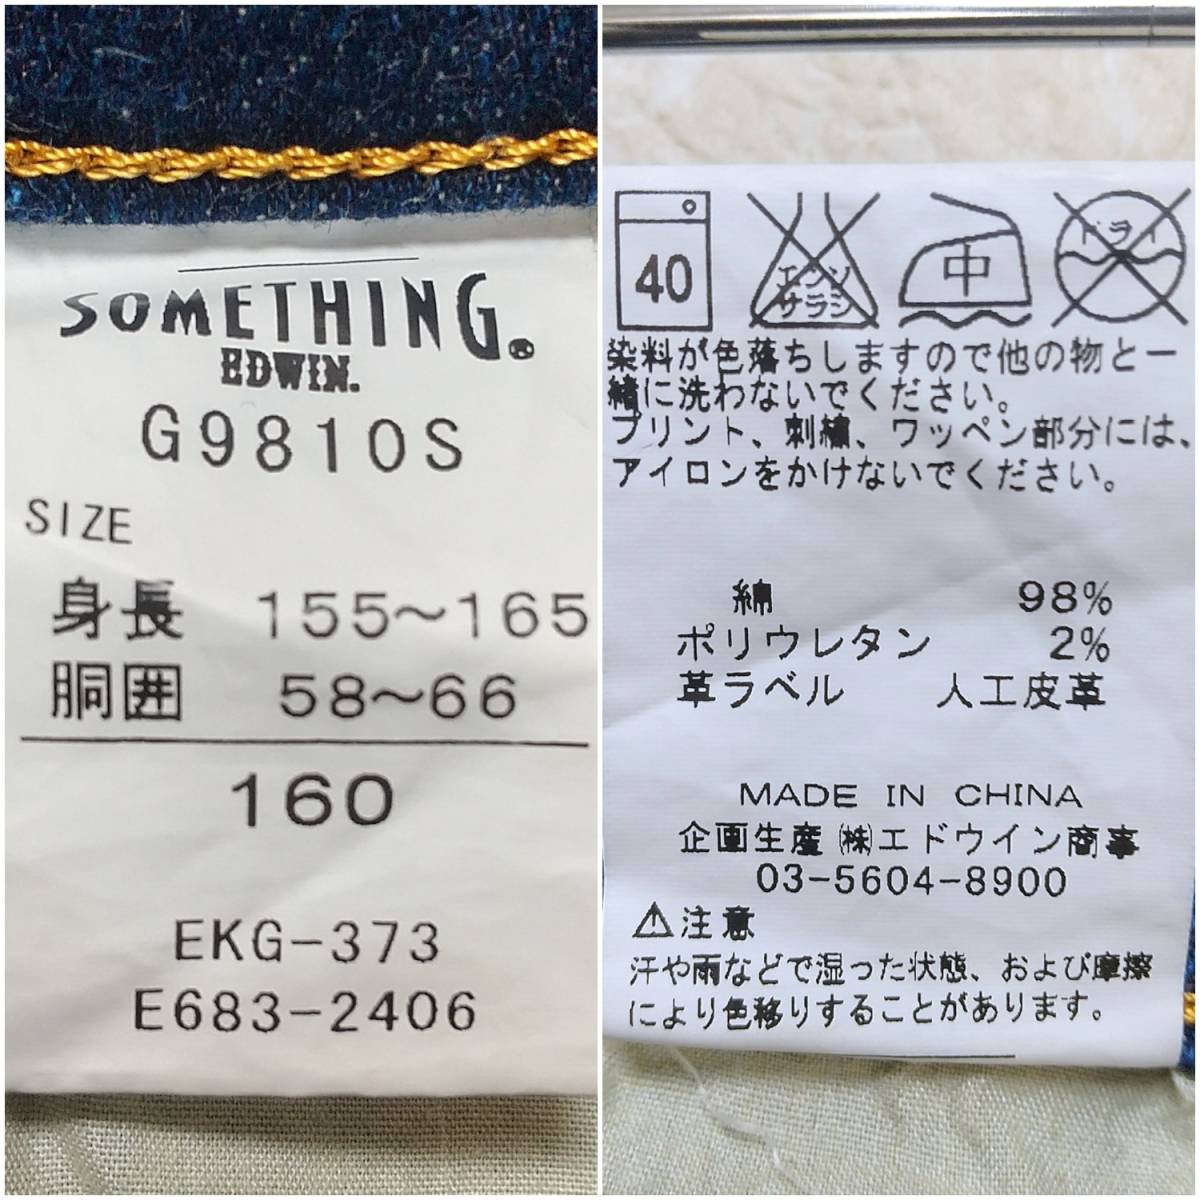 SOMETHING®
EDWIN.
G9810S
SIZE
身長 155~165
胴囲 58~66
160
EKG-373
E683-2406
40
エンソ
サラシ
中
ドライ
染料が色落ちしますので他の物と一
緒に洗わないでください。
プリント、刺繍、ワッペン部分には、
アイロンをかけないでください。
綿 98%
ポリウレタン 2%
革ラベル 人工皮革
MADE IN CHINA
企画生産 ㈱エドウイン商事
03-5604-8900
⚠注意
汗や雨などで湿った状態、および摩擦
により色移りすることがあります。